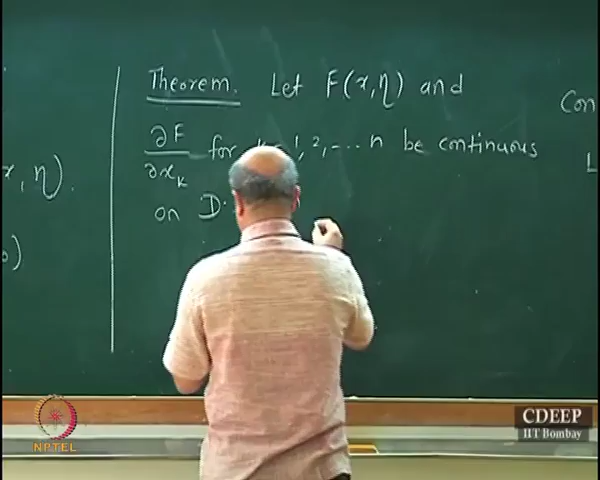 Theorem. Let F(x,η) and
∂F/∂x_k for 1, 2, ... n be continuous
on D.
x, η).
)
Con
L
NPTEL
CDEEP
IIT Bombay